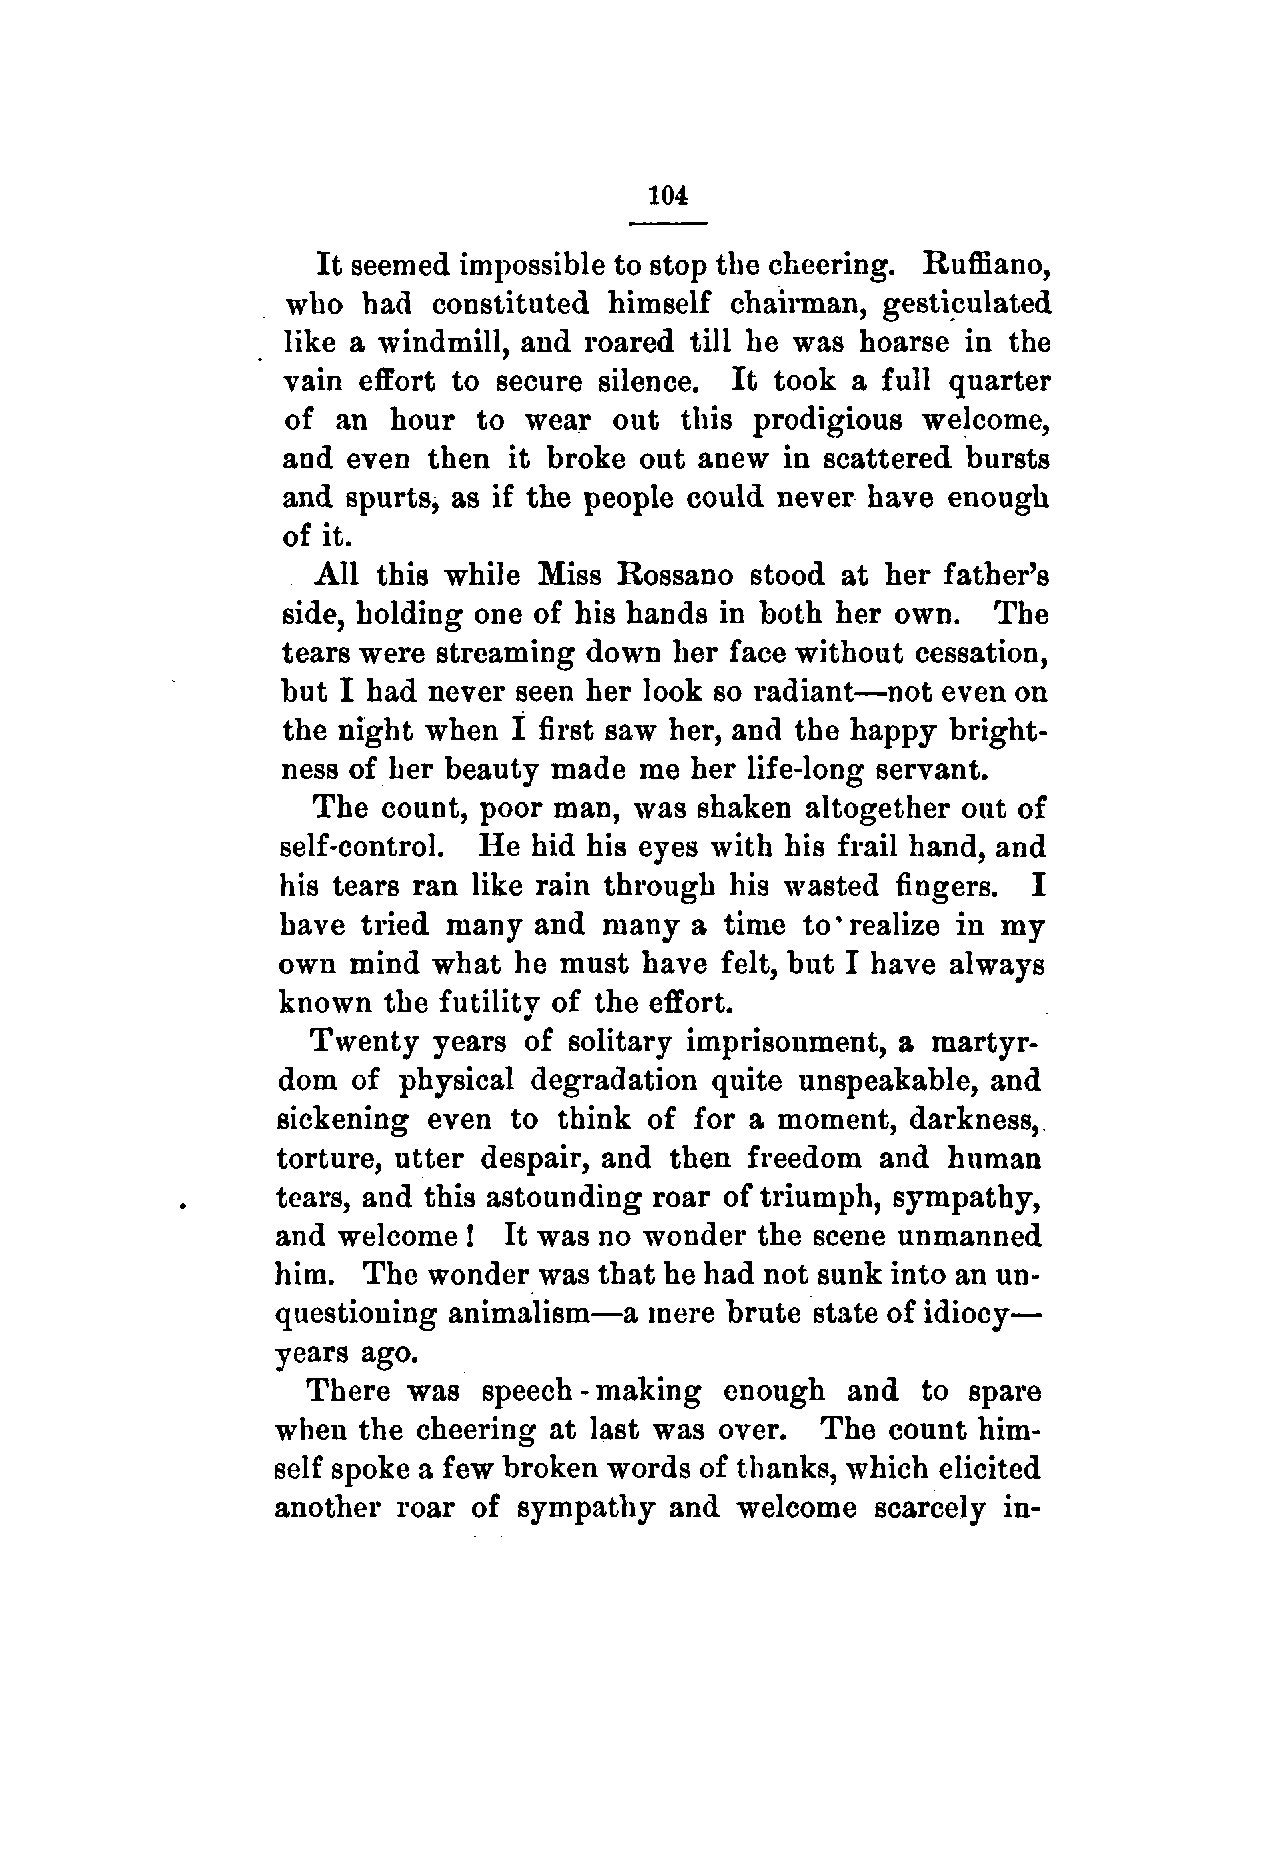 104
It seemed impossible to stop the cheering. Ruffiano,
who had constituted himself chairman, gesticulated
like a windmill, and roared till he was hoarse in the
vain effort to secure silence. It took a full quarter
of an hour to wear out this prodigious welcome,
and even then it broke out anew in scattered bursts
and spurts, as if the people could never have enough
of it.
All this while Miss Rossano stood at her father's
side, holding one of his hands in both her own. The
tears were streaming down her face without cessation,
but I had never seen her look so radiant—not even on
the night when I first saw her, and the happy bright-
ness of her beauty made me her life-long servant.
The count, poor man, was shaken altogether out of
self-control. He hid his eyes with his frail hand, and
his tears ran like rain through his wasted fingers. I
have tried many and many a time to realize in my
own mind what he must have felt, but I have always
known the futility of the effort.
Twenty years of solitary imprisonment, a martyr-
dom of physical degradation quite unspeakable, and
sickening even to think of for a moment, darkness,
torture, utter despair, and then freedom and human
tears, and this astounding roar of triumph, sympathy,
and welcome! It was no wonder the scene unmanned
him. The wonder was that he had not sunk into an un-
questioning animalism—a mere brute state of idiocy—
years ago.
There was speech-making enough and to spare
when the cheering at last was over. The count him-
self spoke a few broken words of thanks, which elicited
another roar of sympathy and welcome scarcely in-